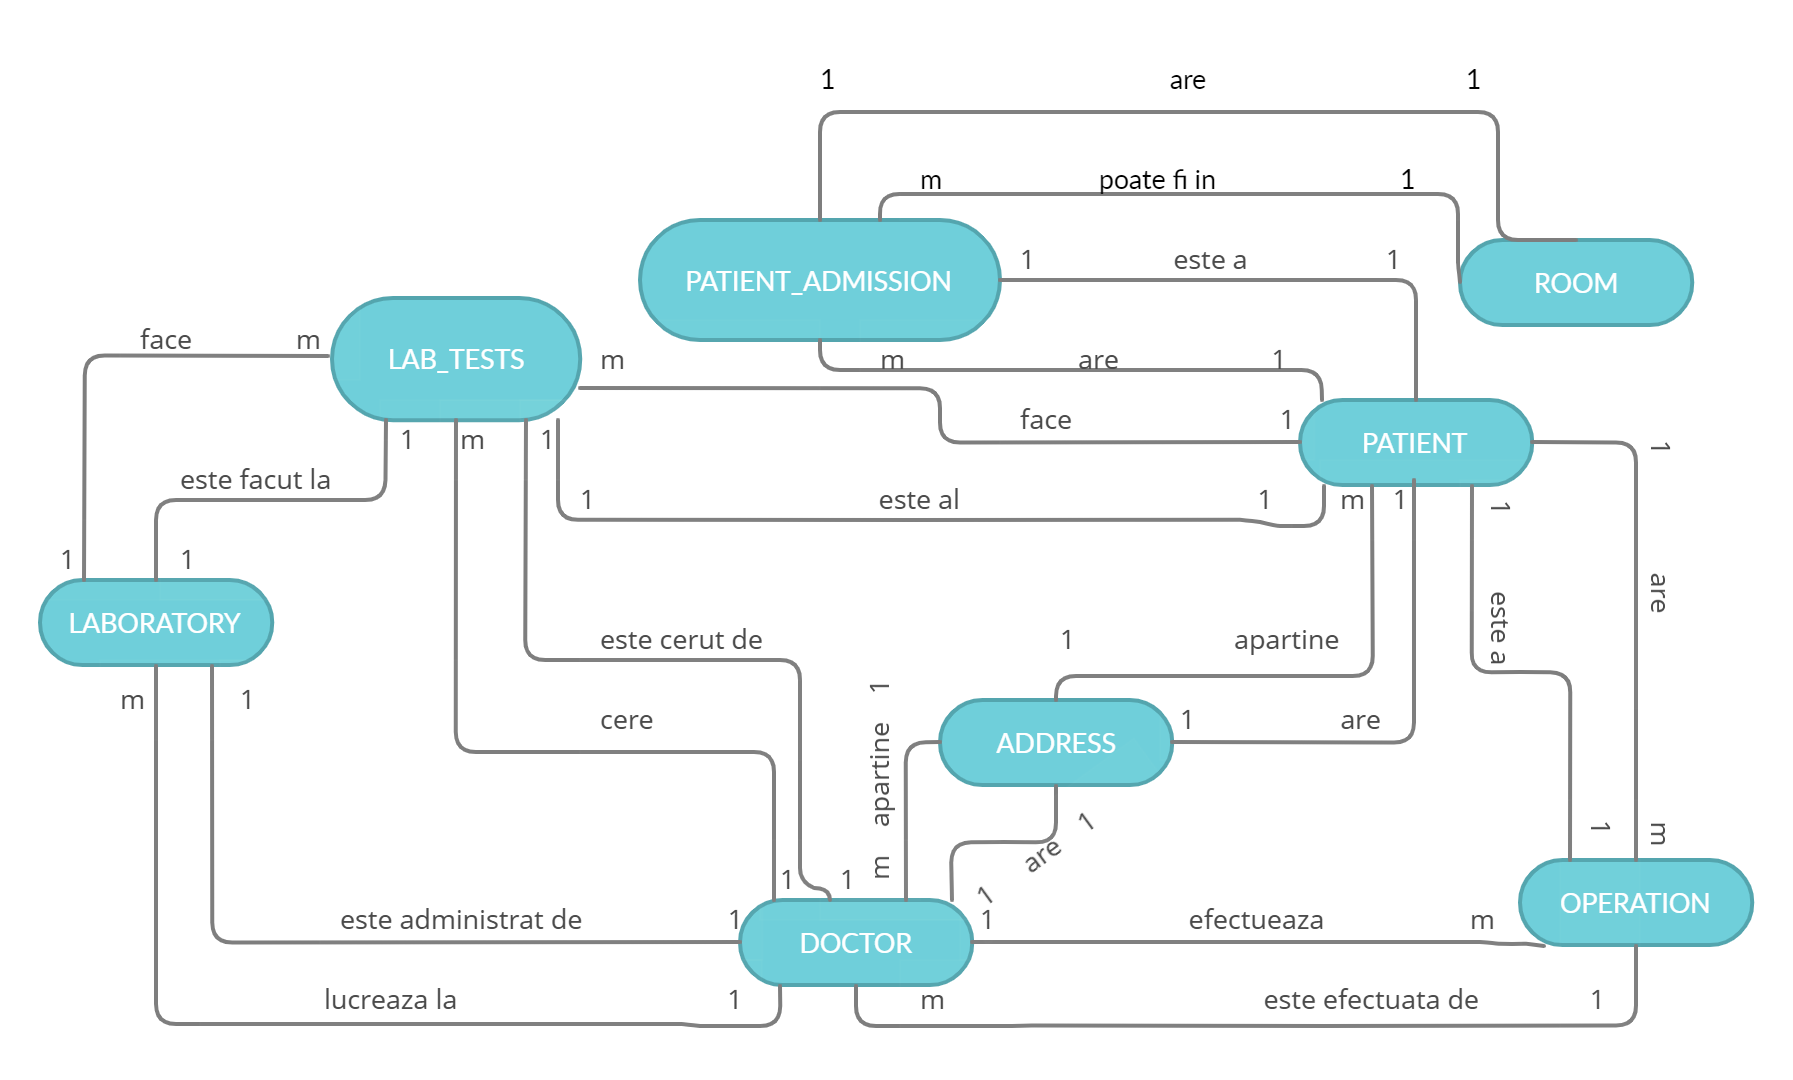 1 are 1
m poate fi in 1
PATIENT_ADMISSION
1 este a 1
ROOM
face m
LAB_TESTS
m
m are 1
face 1
PATIENT
1
1 m 1
este facut la
1 este al 1 m 1
1
1 1
are
este a
LABORATORY
este cerut de
1 apartine
m 1
1
cere
apartine
ADDRESS
1 are
1
are
1
m
1 1
m
1
OPERATION
este administrat de 1
DOCTOR
1 efectueaza m
lucreaza la 1
m este efectuata de 1